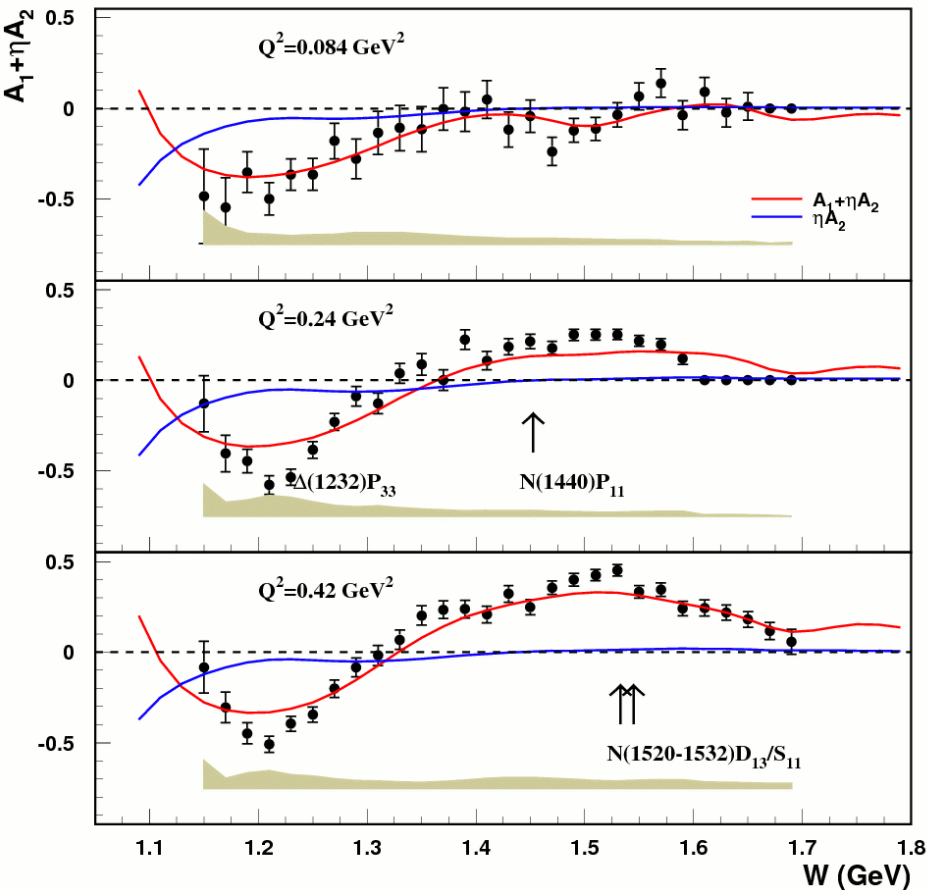 A₁+ηA₂
0.5
0
-0.5
Q²=0.084 GeV²
A₁+ηA₂
ηA₂
0.5
0
-0.5
Q²=0.24 GeV²
Δ(1232)P₃₃
N(1440)P₁₁
0.5
0
-0.5
Q²=0.42 GeV²
N(1520-1532)D₁₃/S₁₁
1.1 1.2 1.3 1.4 1.5 1.6 1.7 1.8
W (GeV)